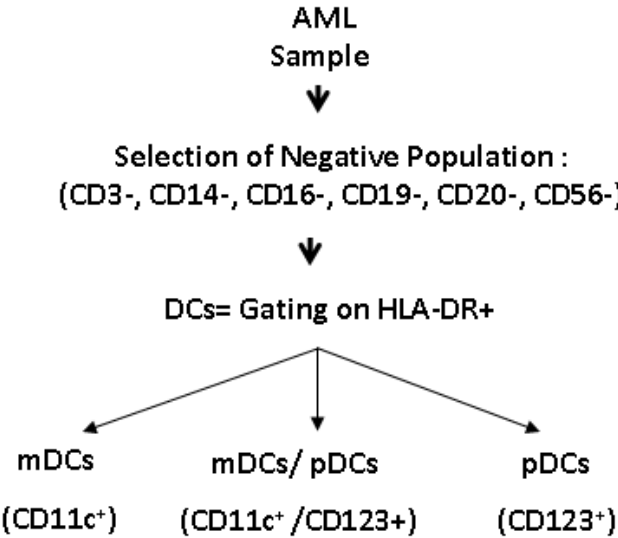 AML
Sample
Selection of Negative Population :
(CD3-, CD14-, CD16-, CD19-, CD20-, CD56-)
DCs= Gating on HLA-DR+
mDCs mDCs/ pDCs pDCs
(CD11c⁺) (CD11c⁺ /CD123+) (CD123⁺)